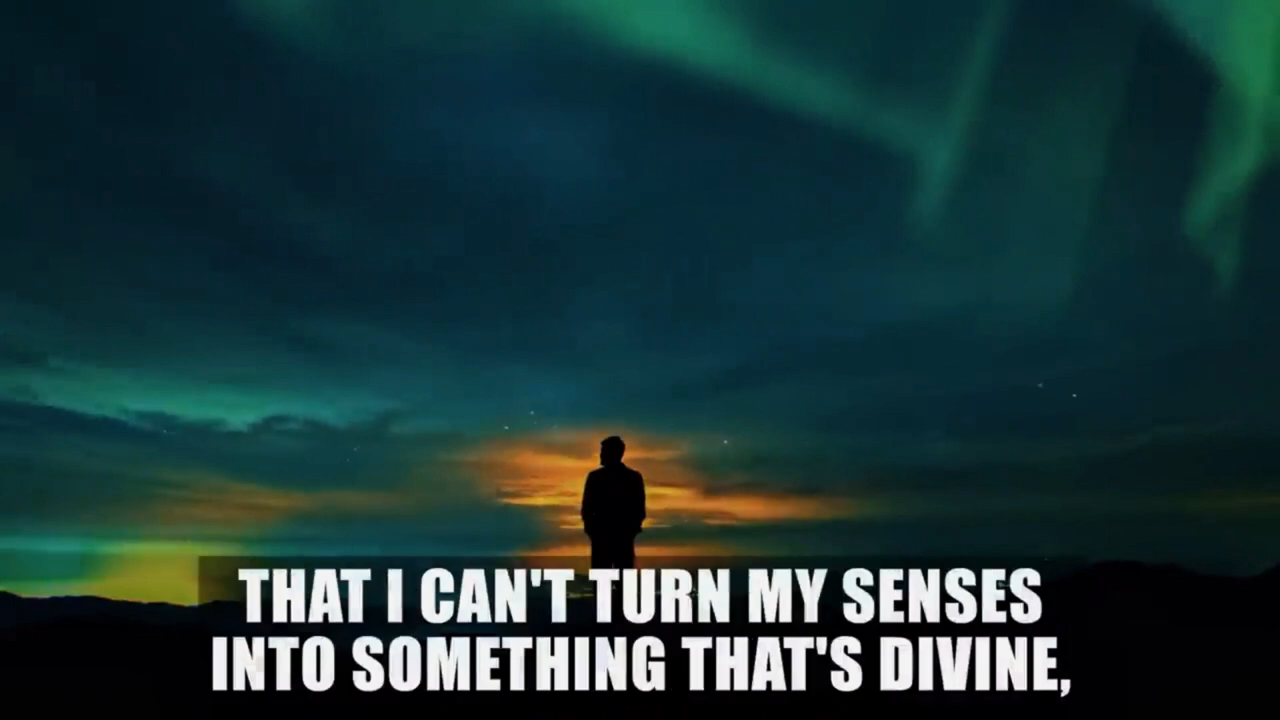 THAT I CAN'T TURN MY SENSES
INTO SOMETHING THAT'S DIVINE,